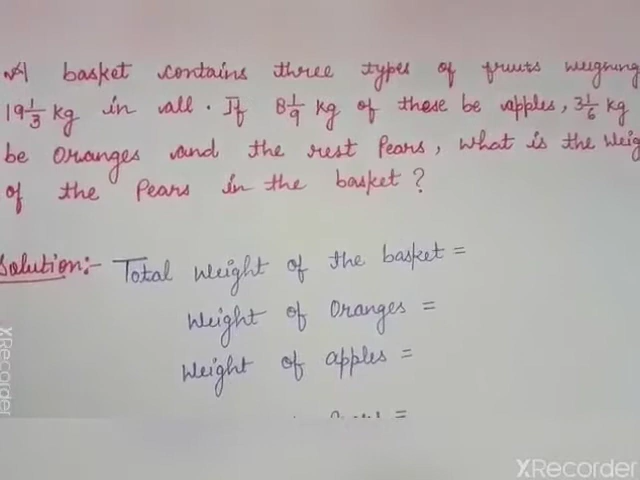 A basket contains three types of fruits weighing
19 1/3 kg in all. If 8 1/9 kg of these be apples, 3 1/6 kg
be Oranges and the rest Pears, what is the Weig
of the Pears in the basket?
Solution:- Total Weight of the basket =
Weight of Oranges =
Weight of apples =
=
XRecorder
XRecorder